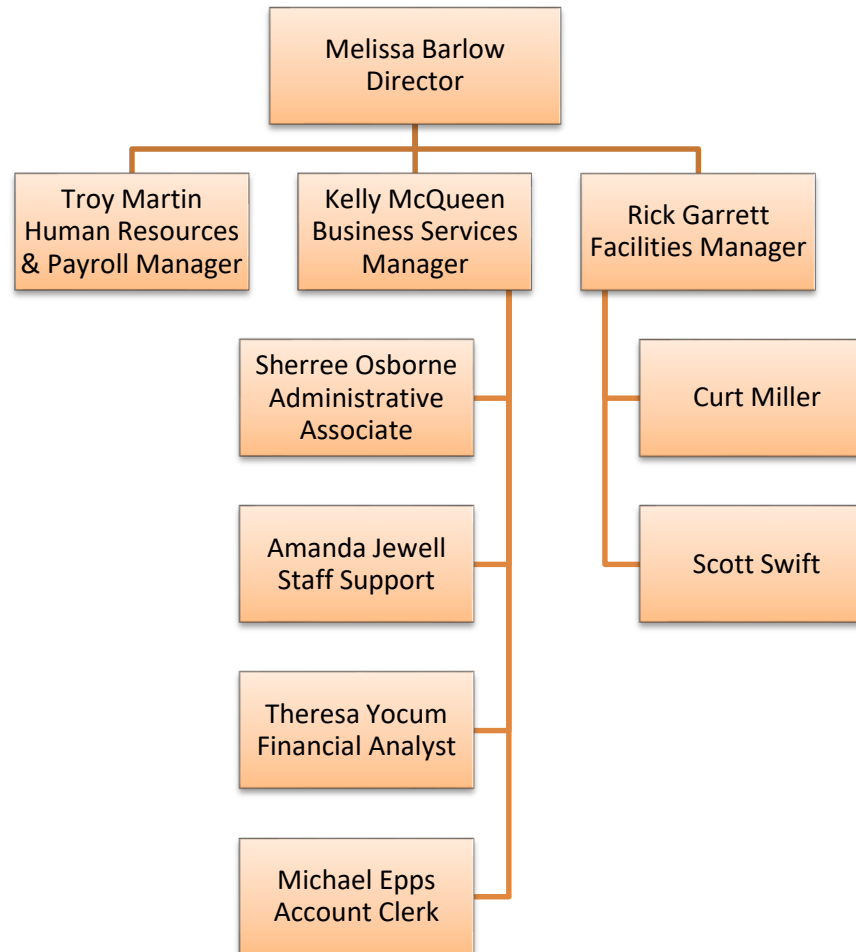 Melissa Barlow
Director
Troy Martin
Human Resources
& Payroll Manager
Kelly McQueen
Business Services
Manager
Rick Garrett
Facilities Manager
Sherree Osborne
Administrative
Associate
Curt Miller
Amanda Jewell
Staff Support
Scott Swift
Theresa Yocum
Financial Analyst
Michael Epps
Account Clerk